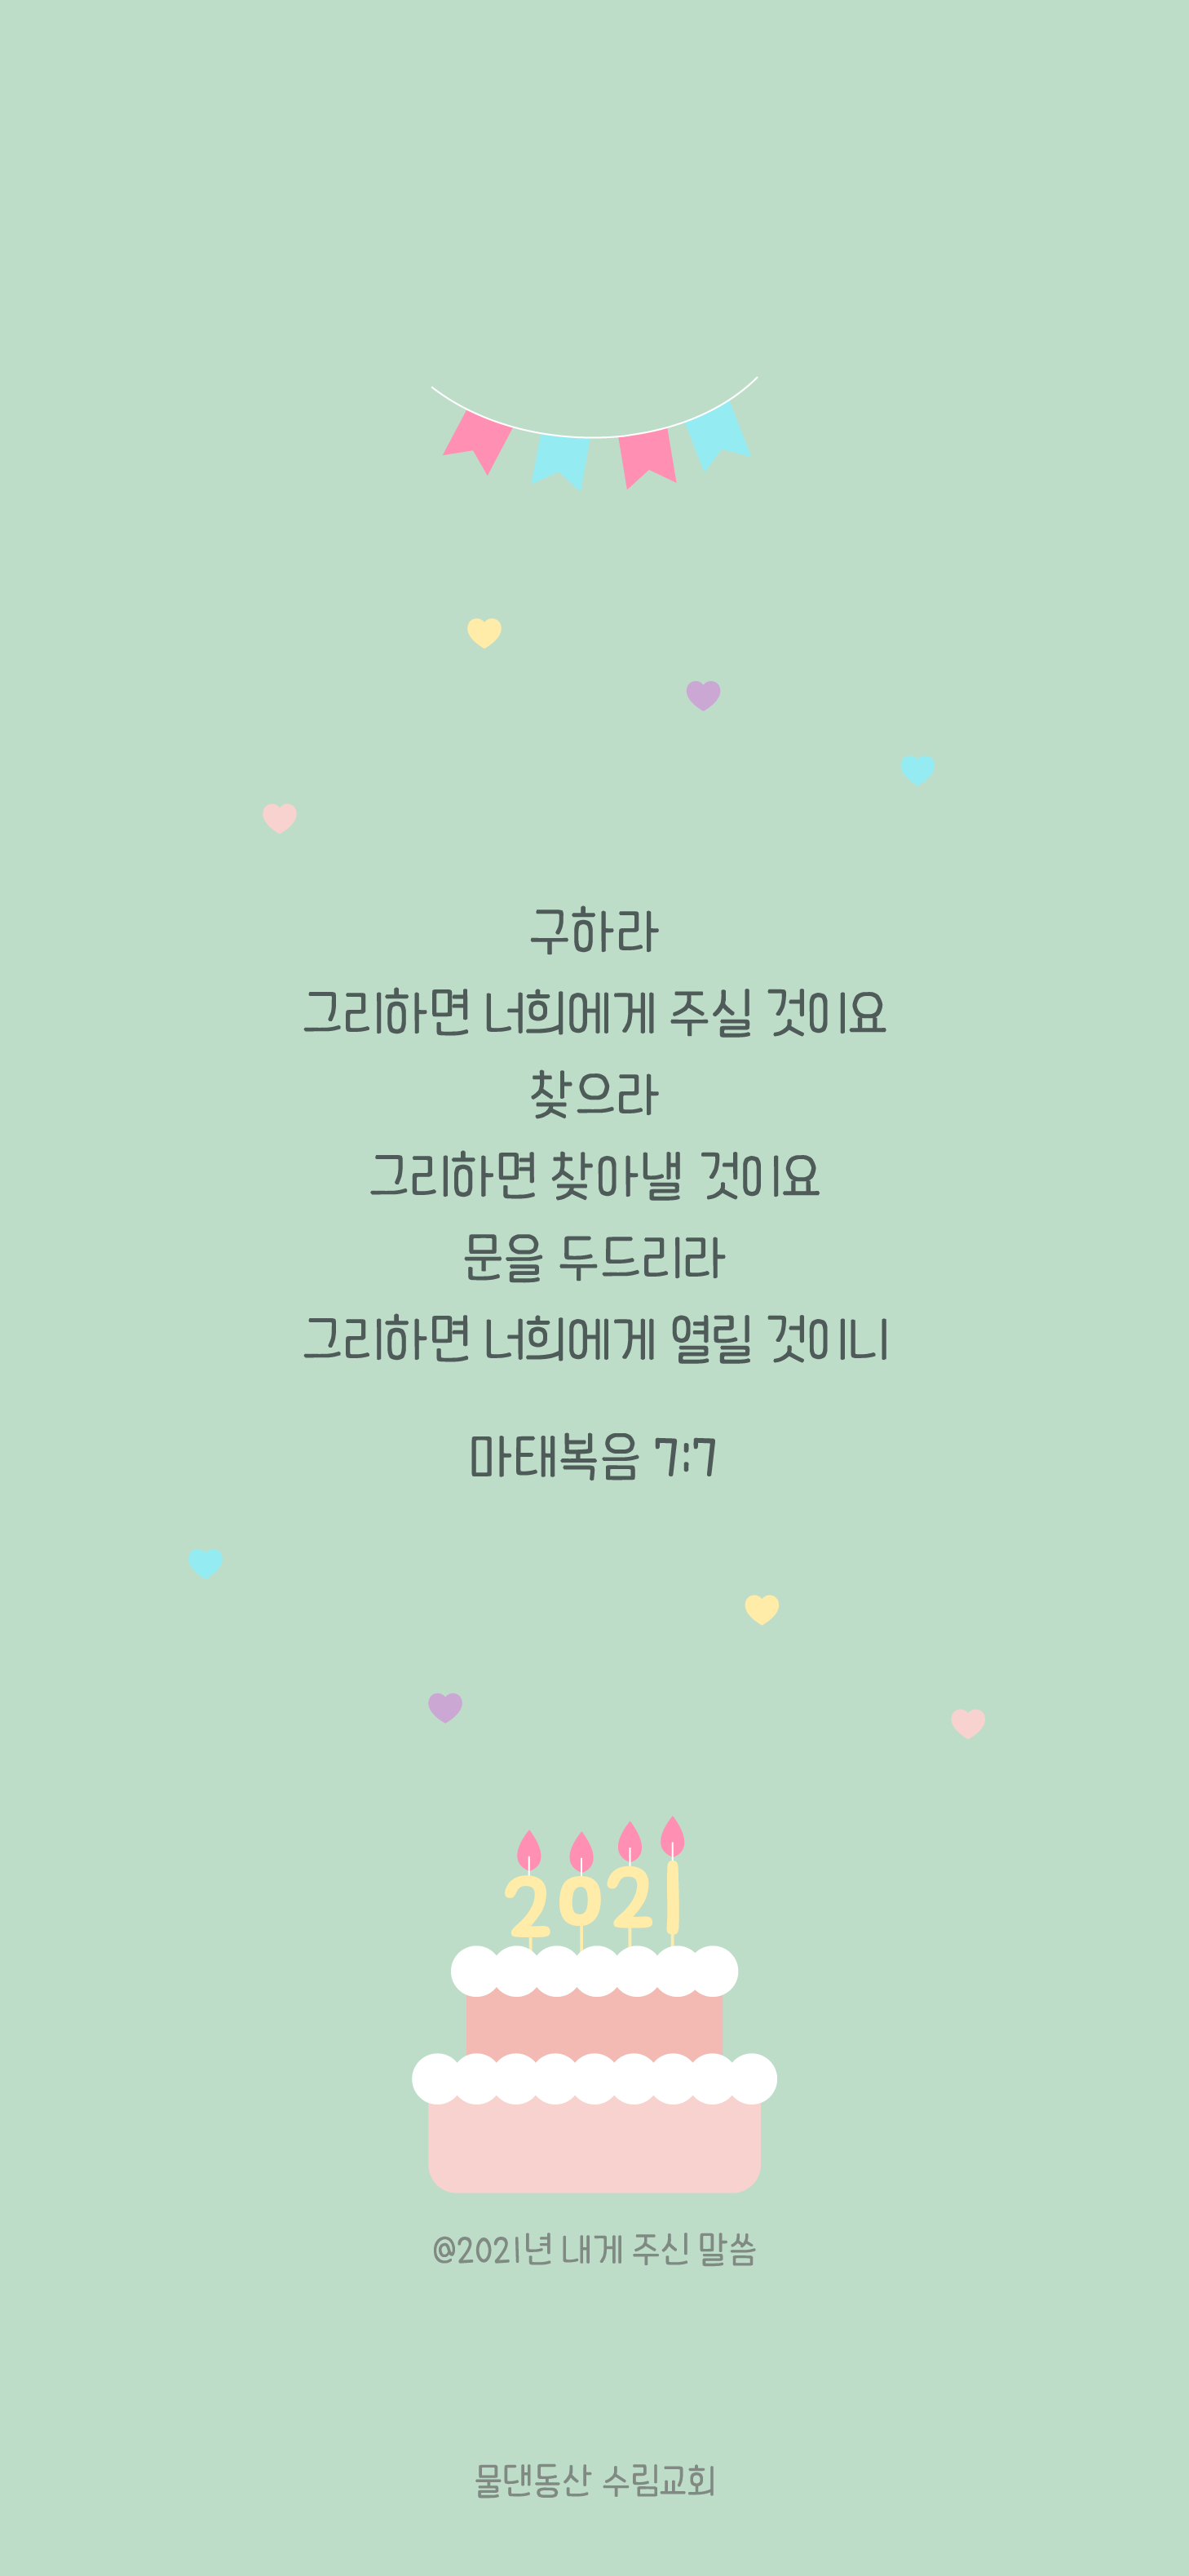 구하라
그리하면 너희에게 주실 것이요
찾으라
그리하면 찾아낼 것이요
문을 두드리라
그리하면 너희에게 열릴 것이니
마태복음 7:7
2021
@2021년 내게 주신 말씀
물댄동산 수림교회